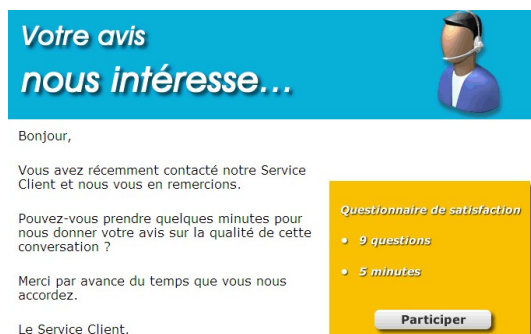 Votre avis
nous intéresse...
Bonjour,
Vous avez récemment contacté notre Service
Client et nous vous en remercions.
Pouvez-vous prendre quelques minutes pour
nous donner votre avis sur la qualité de cette
conversation ?
Merci par avance du temps que vous nous
accordez.
Le Service Client.
Questionnaire de satisfaction
• 9 questions
• 5 minutes
Participer